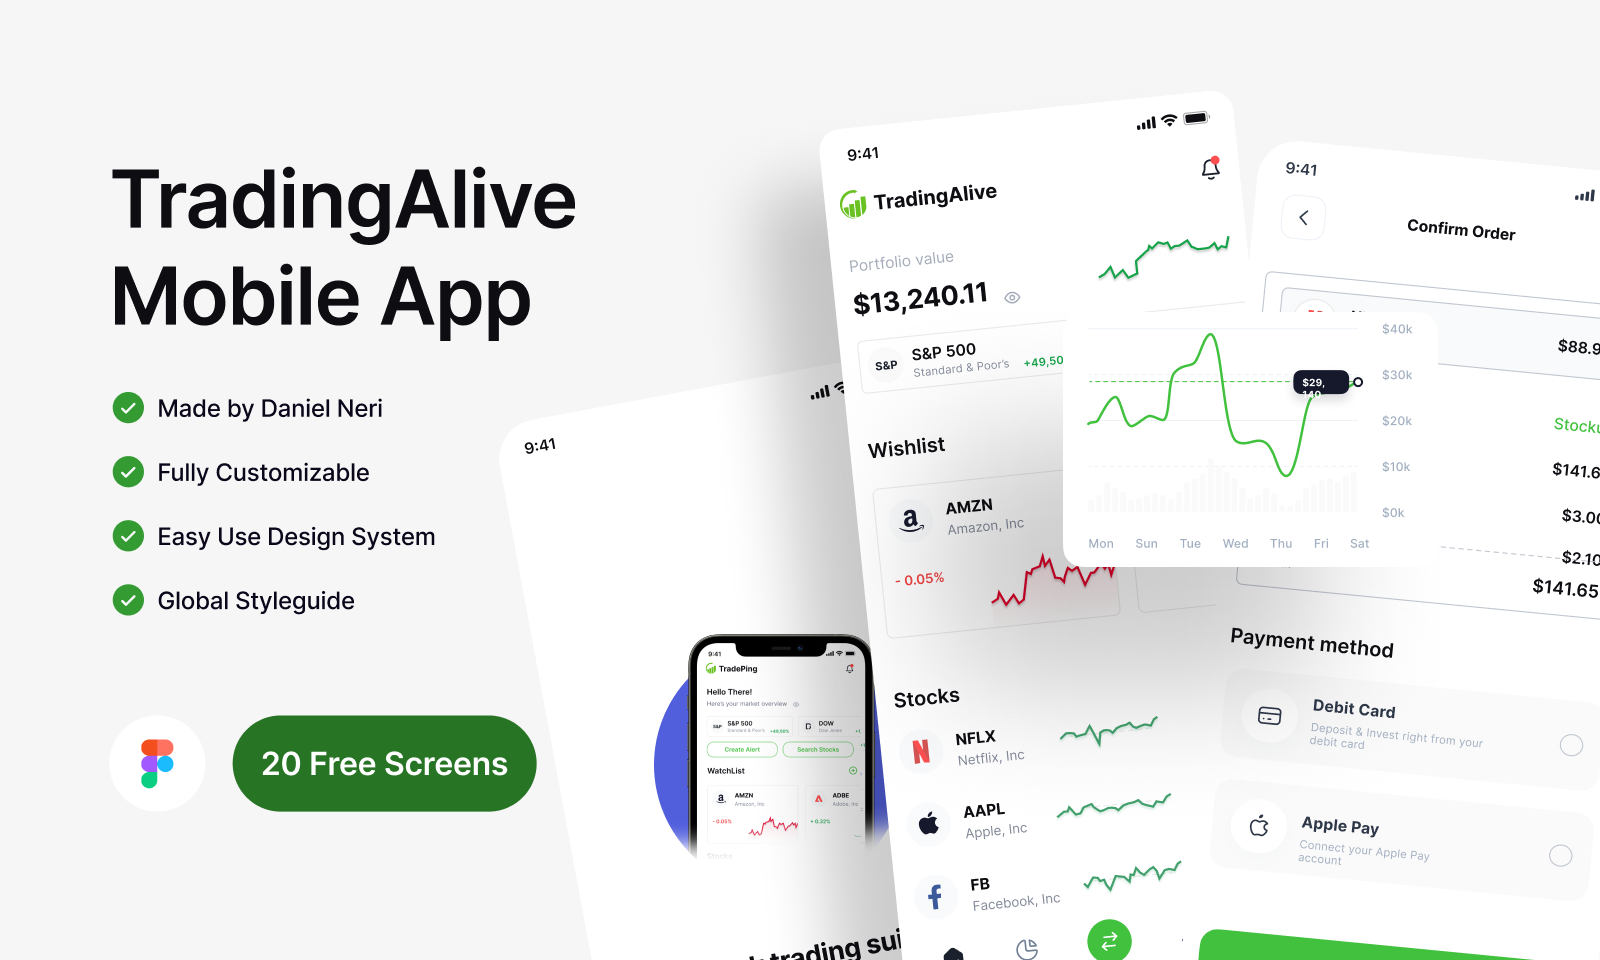 TradingAlive
Mobile App
Made by Daniel Neri
Fully Customizable
Easy Use Design System
Global Styleguide
20 Free Screens
9:41
9:41
TradePing
Hello There!
Here's your market overview
S&P
S&P 500
Standard & Poor's
+49,50%
D
DOW
Dow Jones
Create Alert
Search Stocks
WatchList
a
AMZN
Amazon, Inc
- 0.05%
ADBE
Adobe, Inc
+ 0.32%
Stocks
trading sui
9:41
TradingAlive
Portfolio value
$13,240.11
S&P
S&P 500
Standard & Poor's
+49,50
Wishlist
a
AMZN
Amazon, Inc
- 0.05%
Stocks
NFLX
Netflix, Inc
AAPL
Apple, Inc
FB
Facebook, Inc
$40k
$30k
$20k
$10k
$0k
$29,
140
Mon Sun Tue Wed Thu Fri Sat
9:41
Confirm Order
$88.9
Stock
$141.6
$3.00
$2.10
$141.65
Payment method
Debit Card
Deposit & Invest right from your
debit card
Apple Pay
Connect your Apple Pay
account